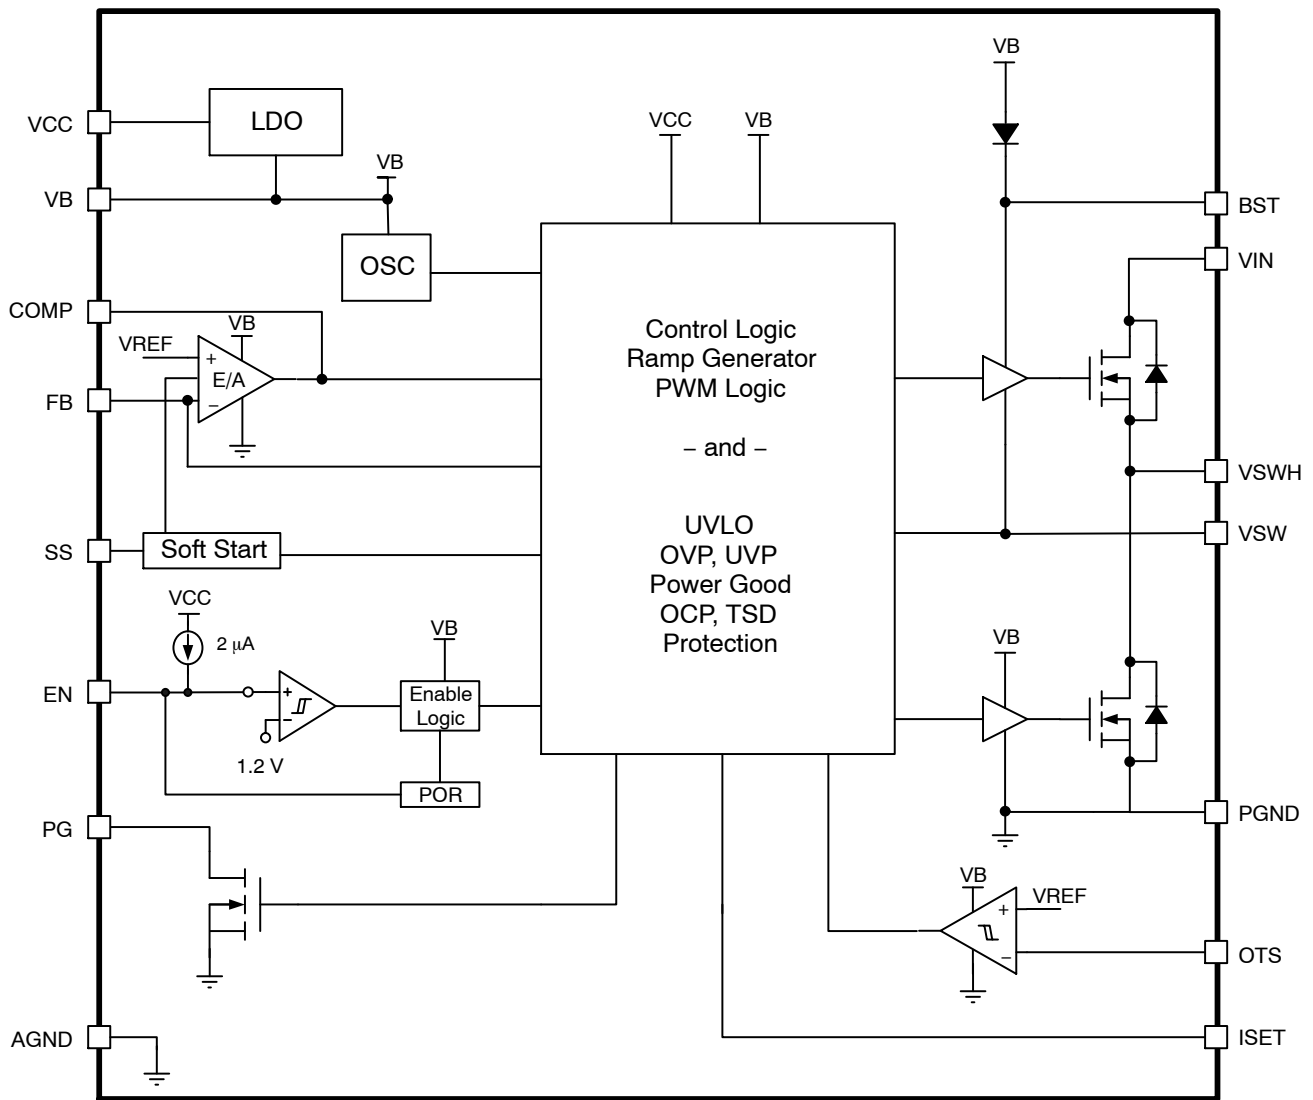 VB
VCC
LDO
VCC
VB
VB
VB
BST
OSC
VIN
COMP
VREF
VB
+
E/A
−
FB
Control Logic
Ramp Generator
PWM Logic
− and −
UVLO
OVP, UVP
Power Good
OCP, TSD
Protection
VSWH
VSW
SS
Soft Start
VCC
2 μA
VB
VB
EN
+
−
Enable
Logic
1.2 V
POR
PG
PGND
VB
+
VREF
−
OTS
AGND
ISET